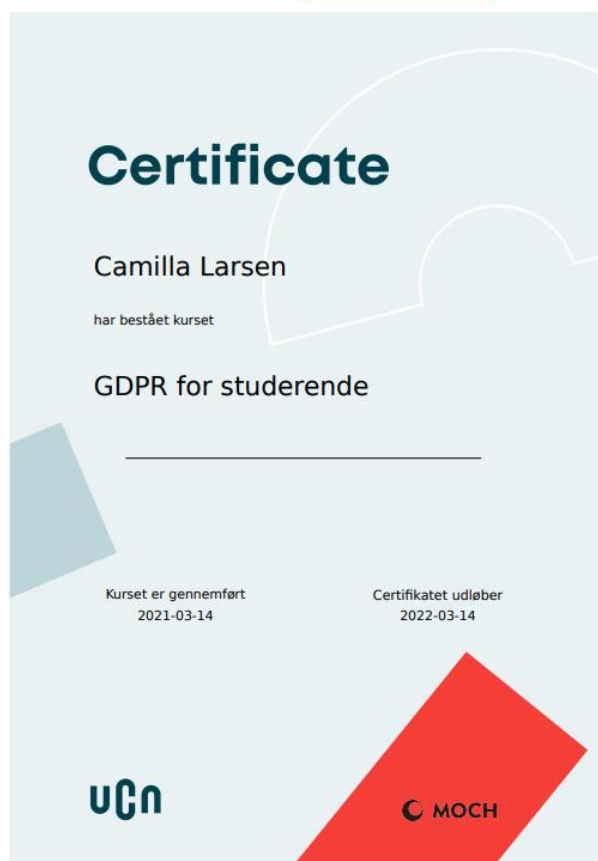 Certificate
Camilla Larsen
har bestået kurset
GDPR for studerende
Kurset er gennemført
2021-03-14
Certifikatet udløber
2022-03-14
ucn
MOCH